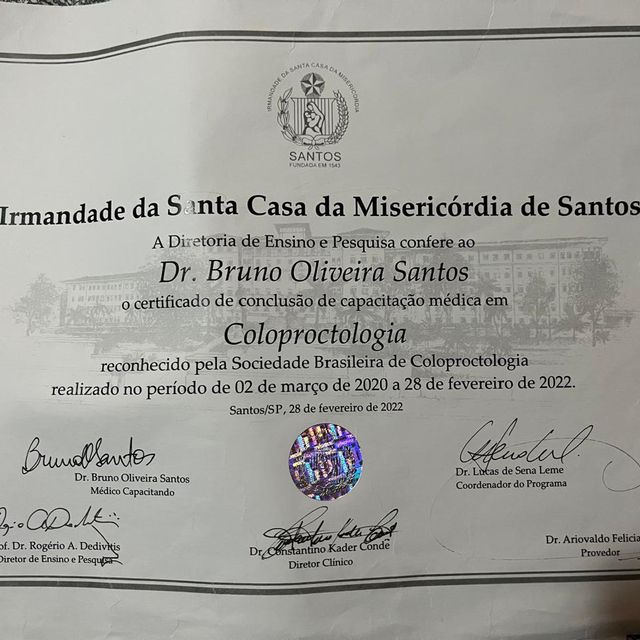 IRMANDADE DA SANTA CASA DA MISERICÓRDIA
SANTOS
FUNDADA EM 1543
Irmandade da Santa Casa da Misericórdia de Santos
A Diretoria de Ensino e Pesquisa confere ao
Dr. Bruno Oliveira Santos
o certificado de conclusão de capacitação médica em
Coloproctologia
reconhecido pela Sociedade Brasileira de Coloproctologia
realizado no período de 02 de março de 2020 a 28 de fevereiro de 2022.
Santos/SP, 28 de fevereiro de 2022
Dr. Bruno Oliveira Santos
Médico Capacitando
Dr. Lucas de Sena Leme
Coordenador do Programa
of. Dr. Rogério A. Dedivitis
Diretor de Ensino e Pesquisa
Dr. Constantino Kader Conde
Diretor Clínico
Dr. Ariovaldo Felicia
Provedor